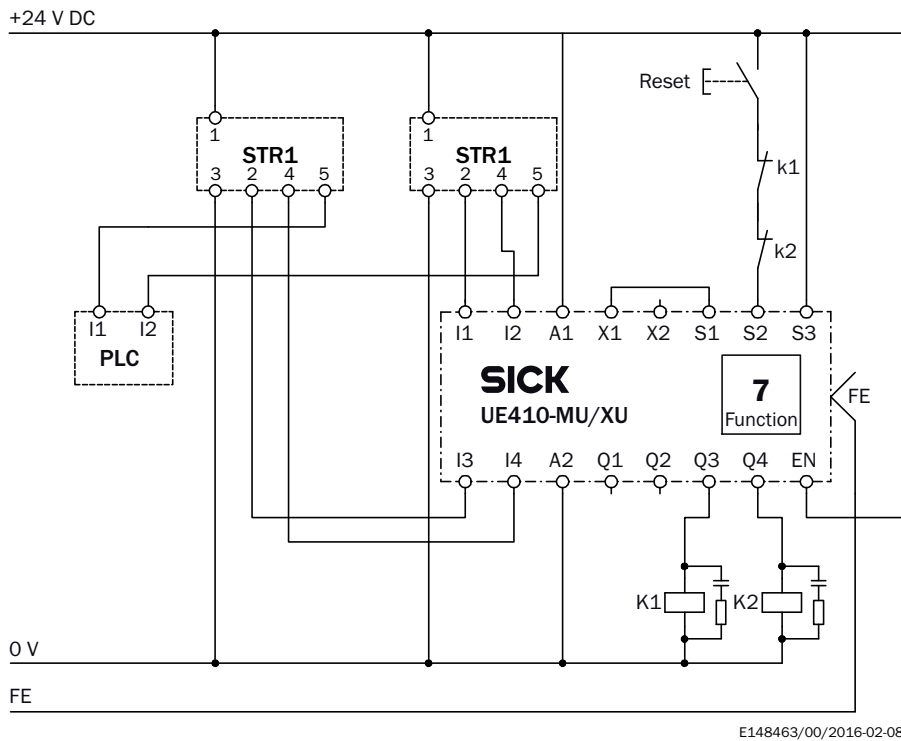 +24 V DC
Reset
1
STR1
3 2 4 5
1
STR1
3 2 4 5
k1
k2
I1 I2
PLC
I1 I2 A1 X1 X2 S1 S2 S3
SICK
UE410-MU/XU
7
Function
FE
I3 I4 A2 Q1 Q2 Q3 Q4 EN
K1
K2
0 V
FE
E148463/00/2016-02-08